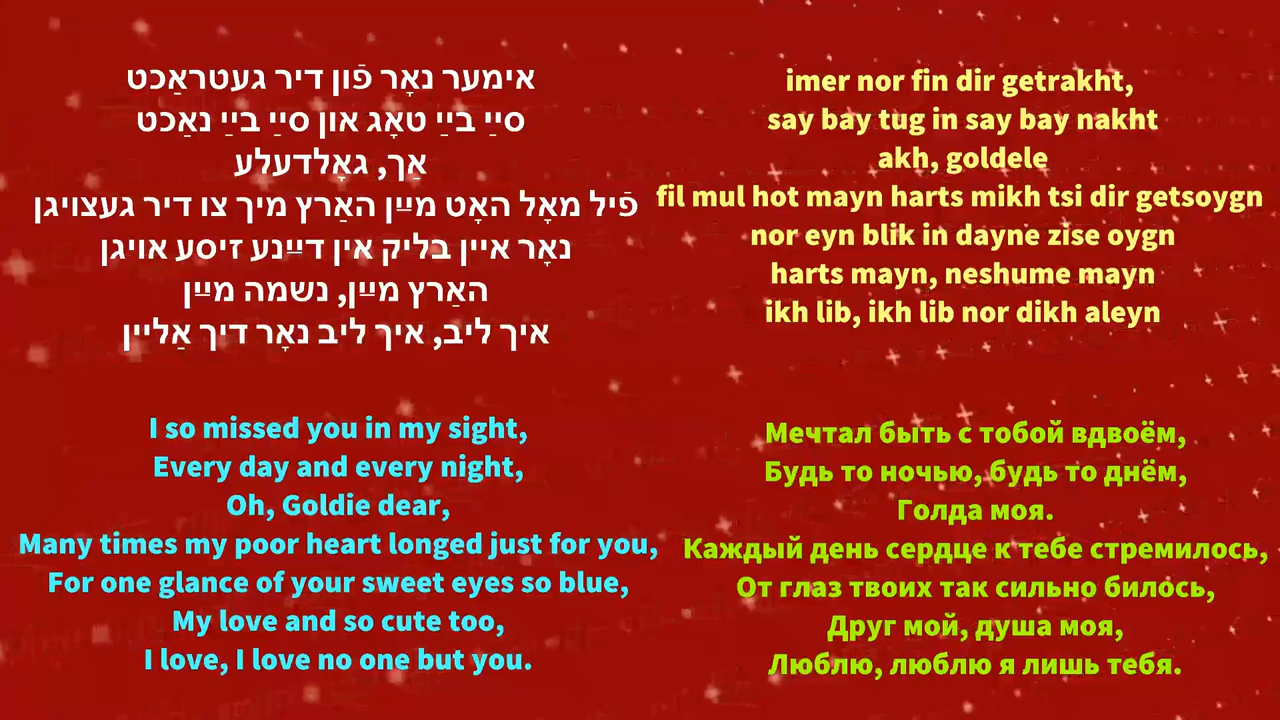 אימער נאָר פֿון דיר געטראַכט
סײַ בײַ טאָג און סײַ בײַ נאַכט
אַך, גאָלדעלע
פֿיל מאָל האָט מײַן האַרץ מיך צו דיר געצויגן
נאָר איין בליק אין דײַנע זיסע אויגן
האַרץ מײַן, נשמה מײַן
איך ליב, איך ליב נאָר דיך אַליין
imer nor fin dir getrakht,
say bay tug in say bay nakht
akh, goldele
fil mul hot mayn harts mikh tsi dir getsoygn
nor eyn blik in dayne zise oygn
harts mayn, neshume mayn
ikh lib, ikh lib nor dikh aleyn
I so missed you in my sight,
Every day and every night,
Oh, Goldie dear,
Many times my poor heart longed just for you,
For one glance of your sweet eyes so blue,
My love and so cute too,
I love, I love no one but you.
Мечтал быть с тобой вдвоём,
Будь то ночью, будь то днём,
Голда моя.
Каждый день сердце к тебе стремилось,
От глаз твоих так сильно билось,
Друг мой, душа моя,
Люблю, люблю я лишь тебя.